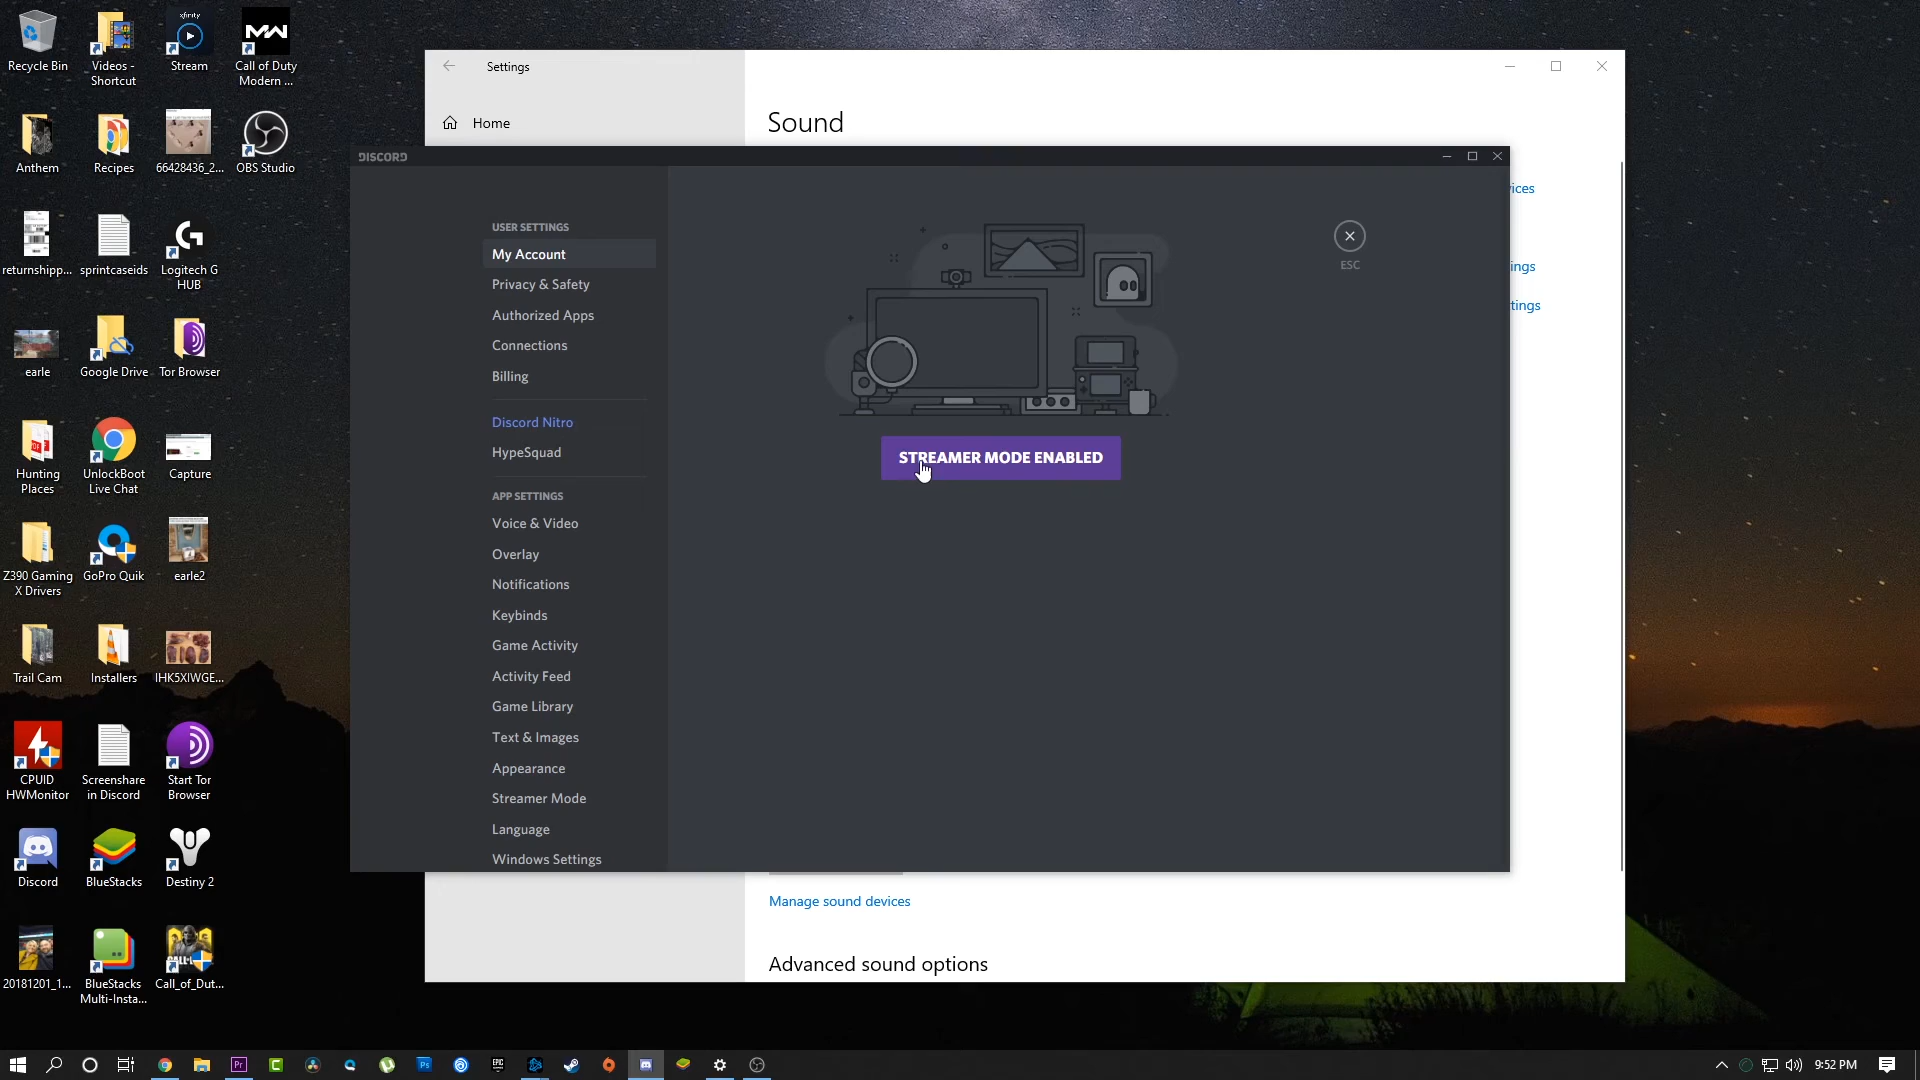 Recycle Bin
Videos -
Shortcut
Stream
xfinity
Call of Duty
Modern ...
MW
Anthem
Recipes
66428436_2...
OBS Studio
returnshipp...
sprintcaseids
Logitech G
HUB
earle
Google Drive
Tor Browser
Hunting
Places
UnlockBoot
Live Chat
Capture
Z390 Gaming
X Drivers
GoPro Quik
earle2
Trail Cam
Installers
IHK5XIWGE...
CPUID
HWMonitor
Screenshare
in Discord
Start Tor
Browser
Discord
BlueStacks
Destiny 2
20181201_1...
BlueStacks
Multi-Insta...
Call_of_Dut...
Settings
Home
Sound
DISCORD
USER SETTINGS
My Account
Privacy & Safety
Authorized Apps
Connections
Billing
Discord Nitro
HypeSquad
APP SETTINGS
Voice & Video
Overlay
Notifications
Keybinds
Game Activity
Activity Feed
Game Library
Text & Images
Appearance
Streamer Mode
Language
Windows Settings
STREAMER MODE ENABLED
ESC
ices
ings
tings
Manage sound devices
Advanced sound options
Pr
Ps
EPIC
9:52 PM